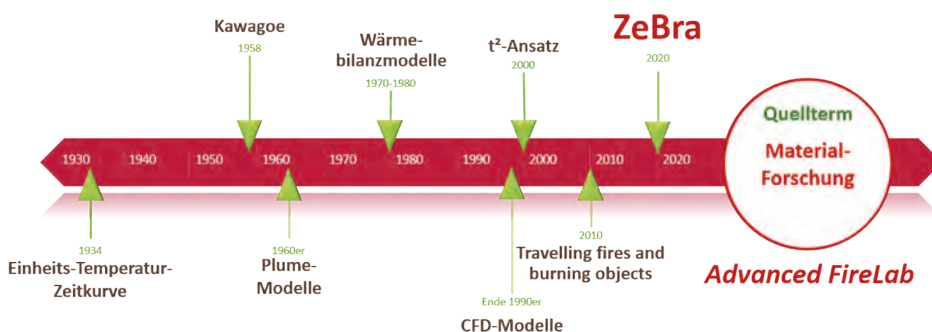 Kawagoe
1958
Wärme-
bilanzmodelle
1970-1980
t²-Ansatz
2000
ZeBra
2020
1930 1940 1950 1960 1970 1980 1990 2000 2010 2020
Quellterm
Material-
Forschung
1934
Einheits-Temperatur-
Zeitkurve
1960er
Plume-
Modelle
Ende 1990er
CFD-Modelle
2010
Travelling fires and
burning objects
Advanced FireLab